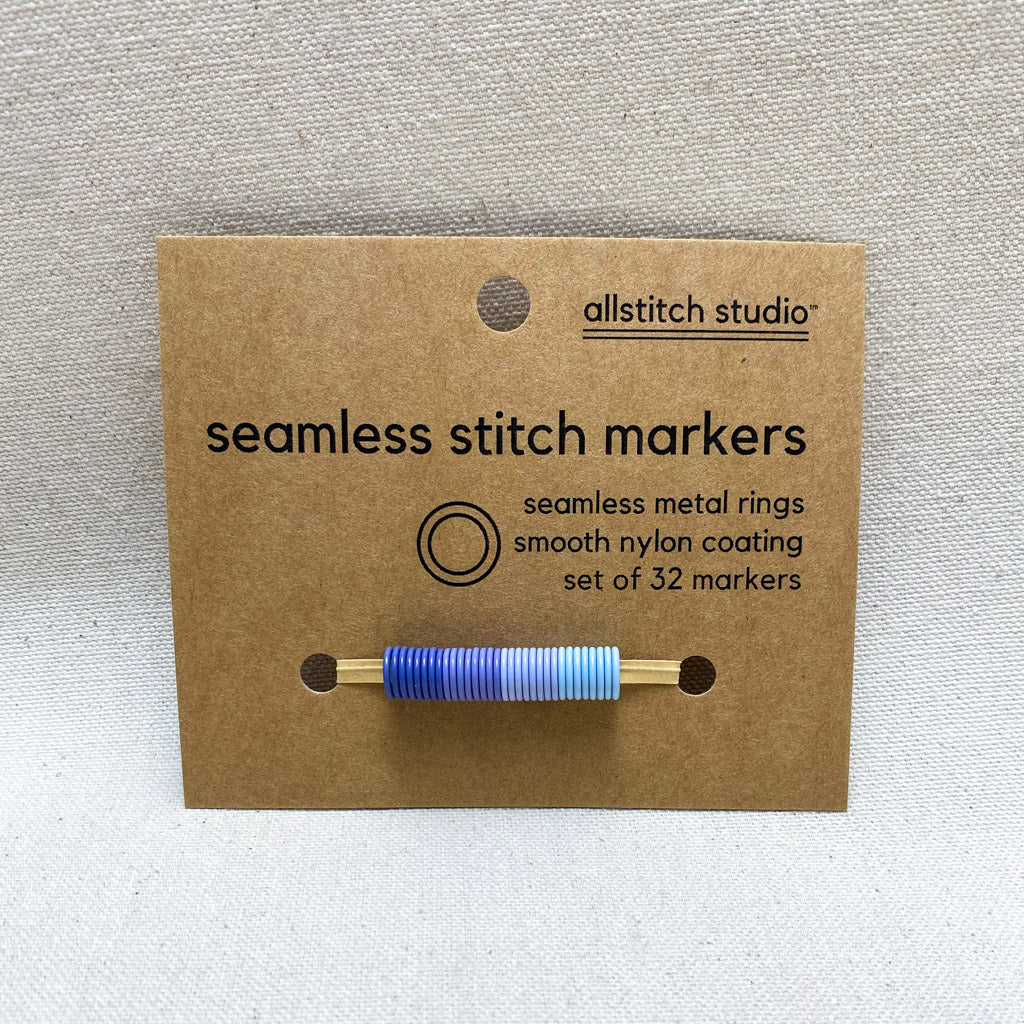 allstitch studio™
seamless stitch markers
seamless metal rings
smooth nylon coating
set of 32 markers